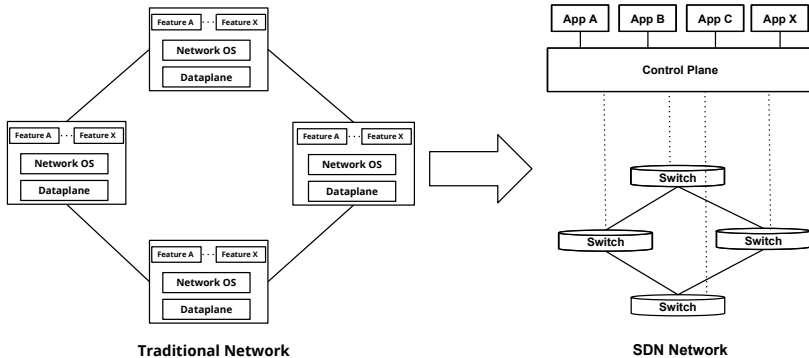 Feature A ... Feature X
Network OS
Dataplane
Feature A ... Feature X
Network OS
Dataplane
Feature A ... Feature X
Network OS
Dataplane
Feature A ... Feature X
Network OS
Dataplane
Traditional Network
App A App B App C App X
Control Plane
Switch
Switch
Switch
Switch
SDN Network